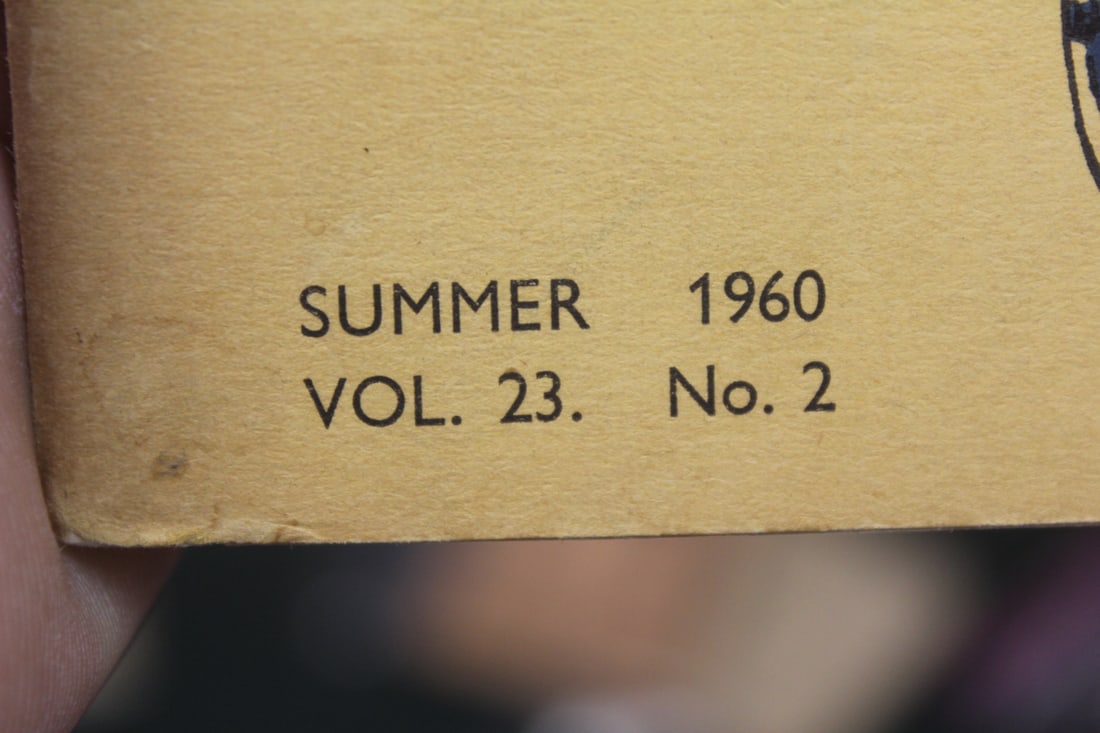 SUMMER 1960
VOL. 23. No. 2